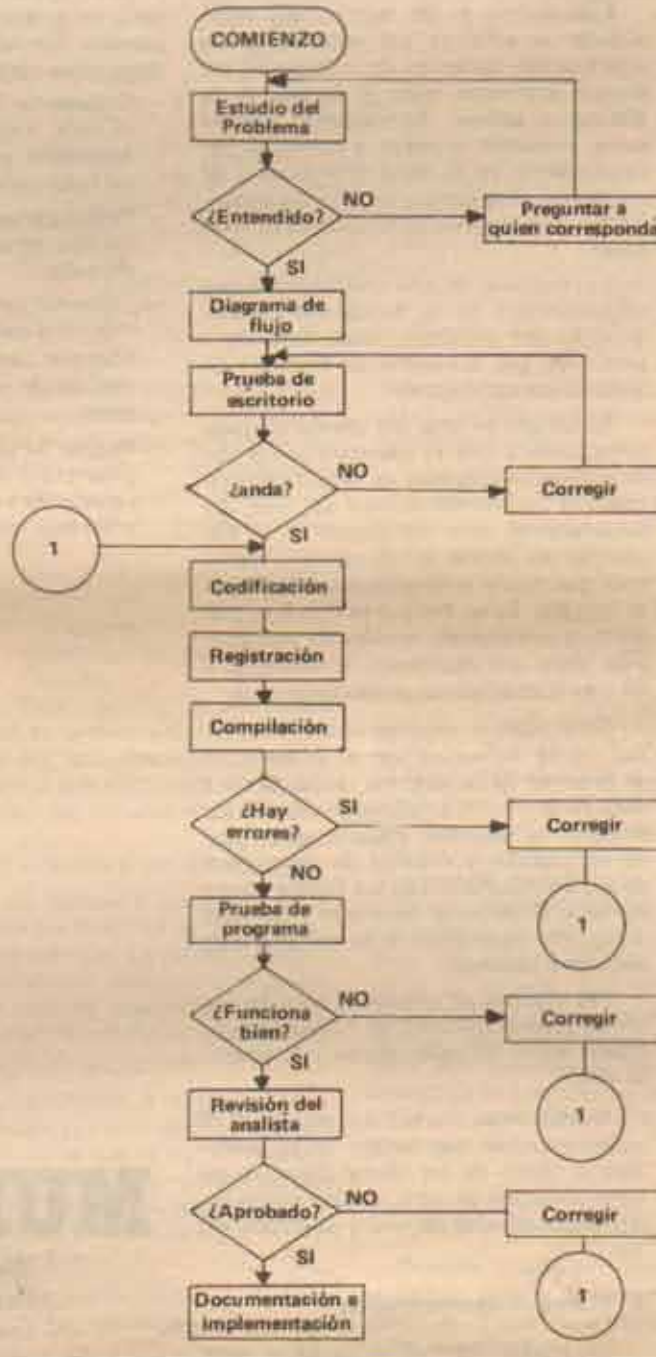 COMIENZO
Estudio del
Problema
¿Entendido?
NO
Preguntar a
quien corresponda
SI
Diagrama de
flujo
Prueba de
escritorio
¿anda?
NO
Corregir
SI
1
Codificación
Registración
Compilación
¿Hay
errores?
SI
Corregir
NO
1
Prueba de
programa
¿Funciona
bien?
NO
Corregir
SI
1
Revisión del
analista
¿Aprobado?
NO
Corregir
SI
1
Documentación e
implementación